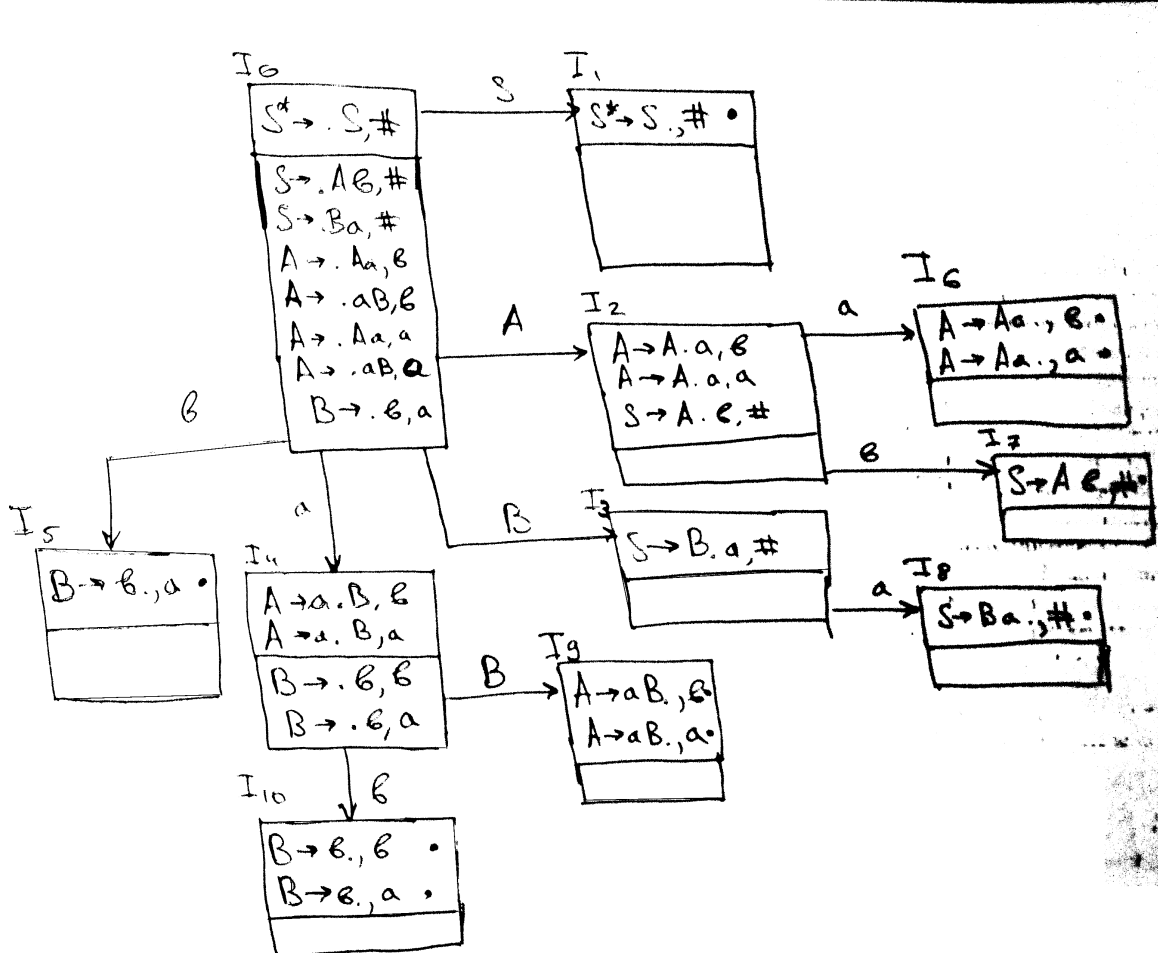 I0
S* → . S, #
S → . A b, #
S → . Ba, #
A → . Aa, b
A → . aB, b
A → . Aa, a
A → . aB, a
B → . b, a
S
I1
S* → S ., # •
A
I2
A → A. a, b
A → A. a, a
S → A. b, #
a
I6
A → Aa ., b •
A → Aa ., a •
b
I7
S → A b ., # •
B
I3
S → B. a, #
a
I8
S → Ba ., # •
b
I5
B → b ., a •
a
I4
A → a. B, b
A → a. B, a
B → . b, b
B → . b, a
B
I9
A → aB ., b •
A → aB ., a •
b
I10
B → b ., b •
B → b ., a •